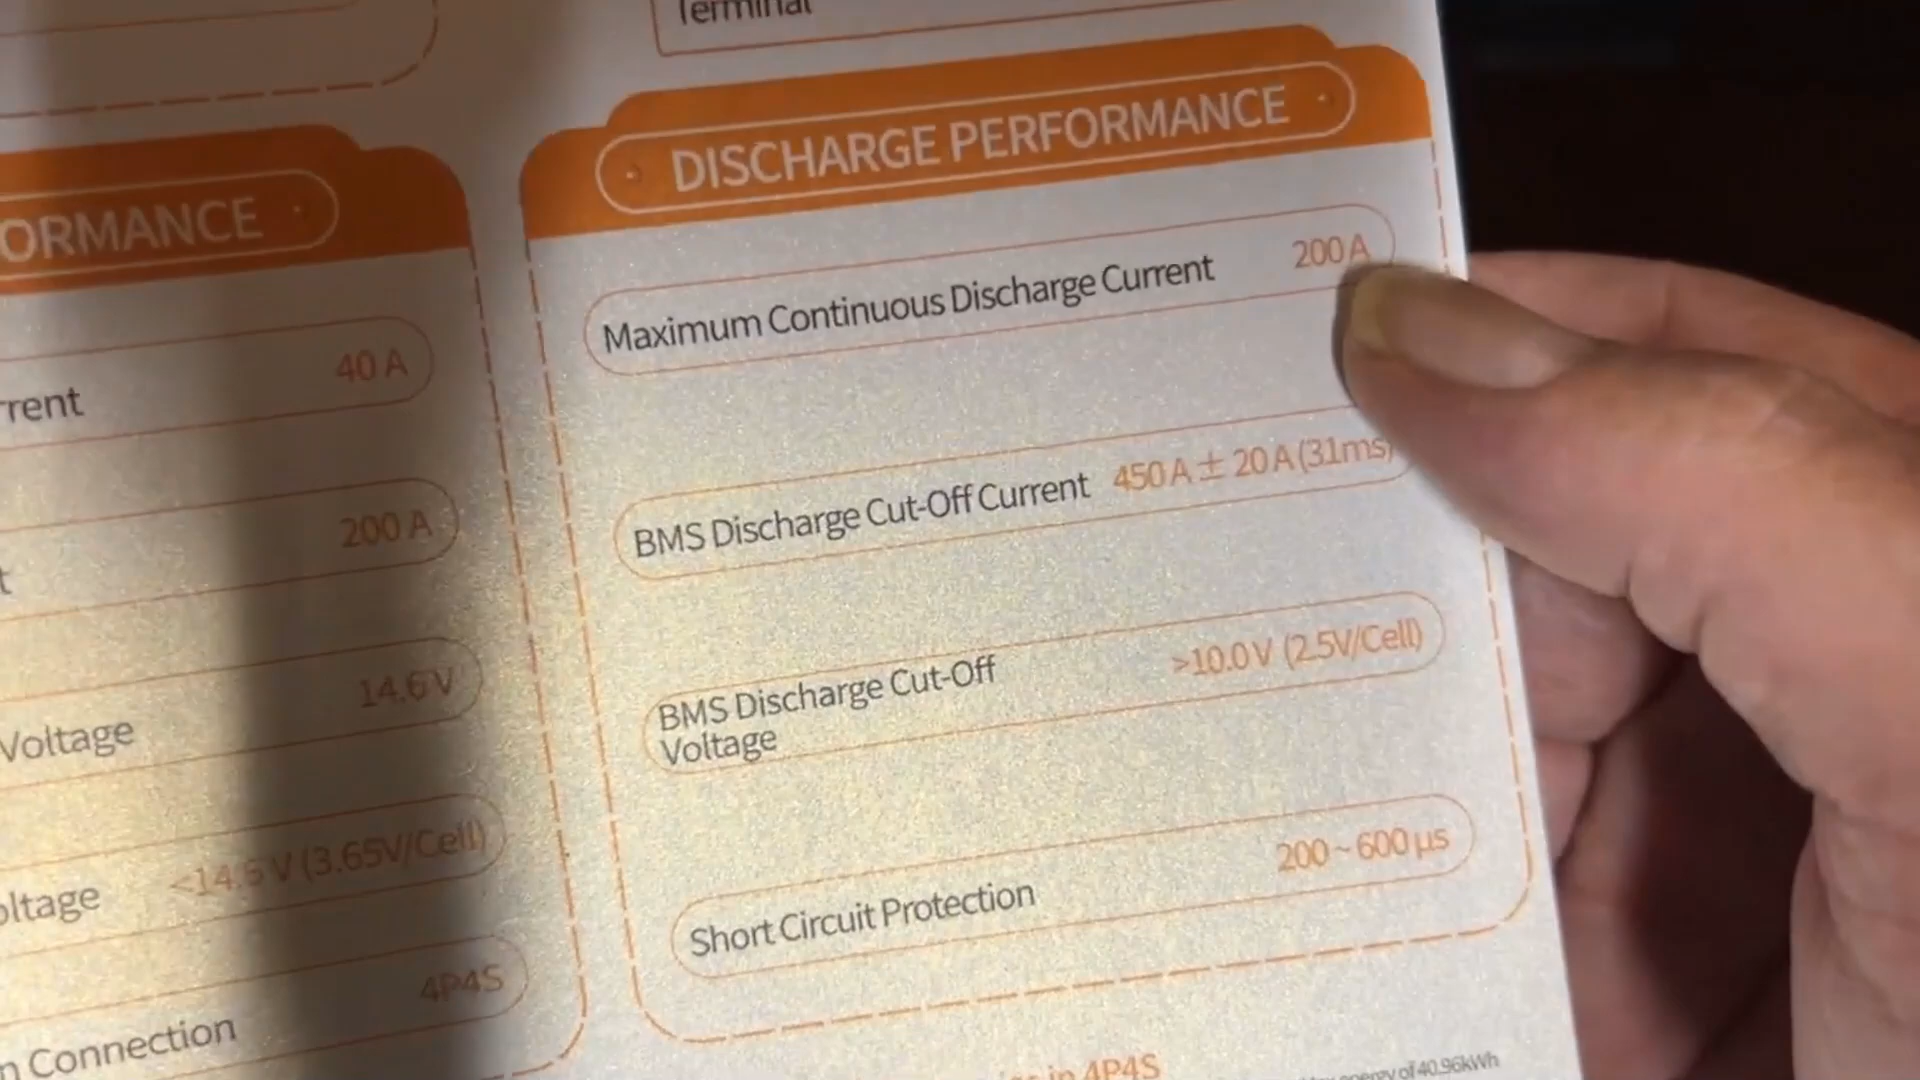 Terminal
ORMANCE
rrent 40 A
t 200 A
Voltage 14.6 V
oltage <14.6 V (3.65V/Cell)
n Connection 4P4S
DISCHARGE PERFORMANCE
Maximum Continuous Discharge Current 200 A
BMS Discharge Cut-Off Current 450 A ± 20 A (31ms)
BMS Discharge Cut-Off
Voltage >10.0 V (2.5V/Cell)
Short Circuit Protection 200 ~ 600 µs
in 4P4S
energy of 40.96kWh